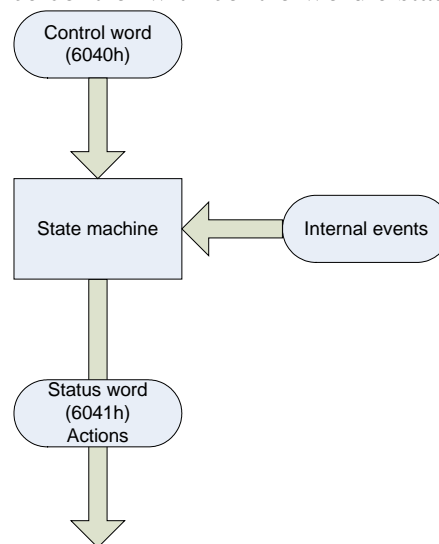 Control word
(6040h)
State machine
Internal events
Status word
(6041h)
Actions